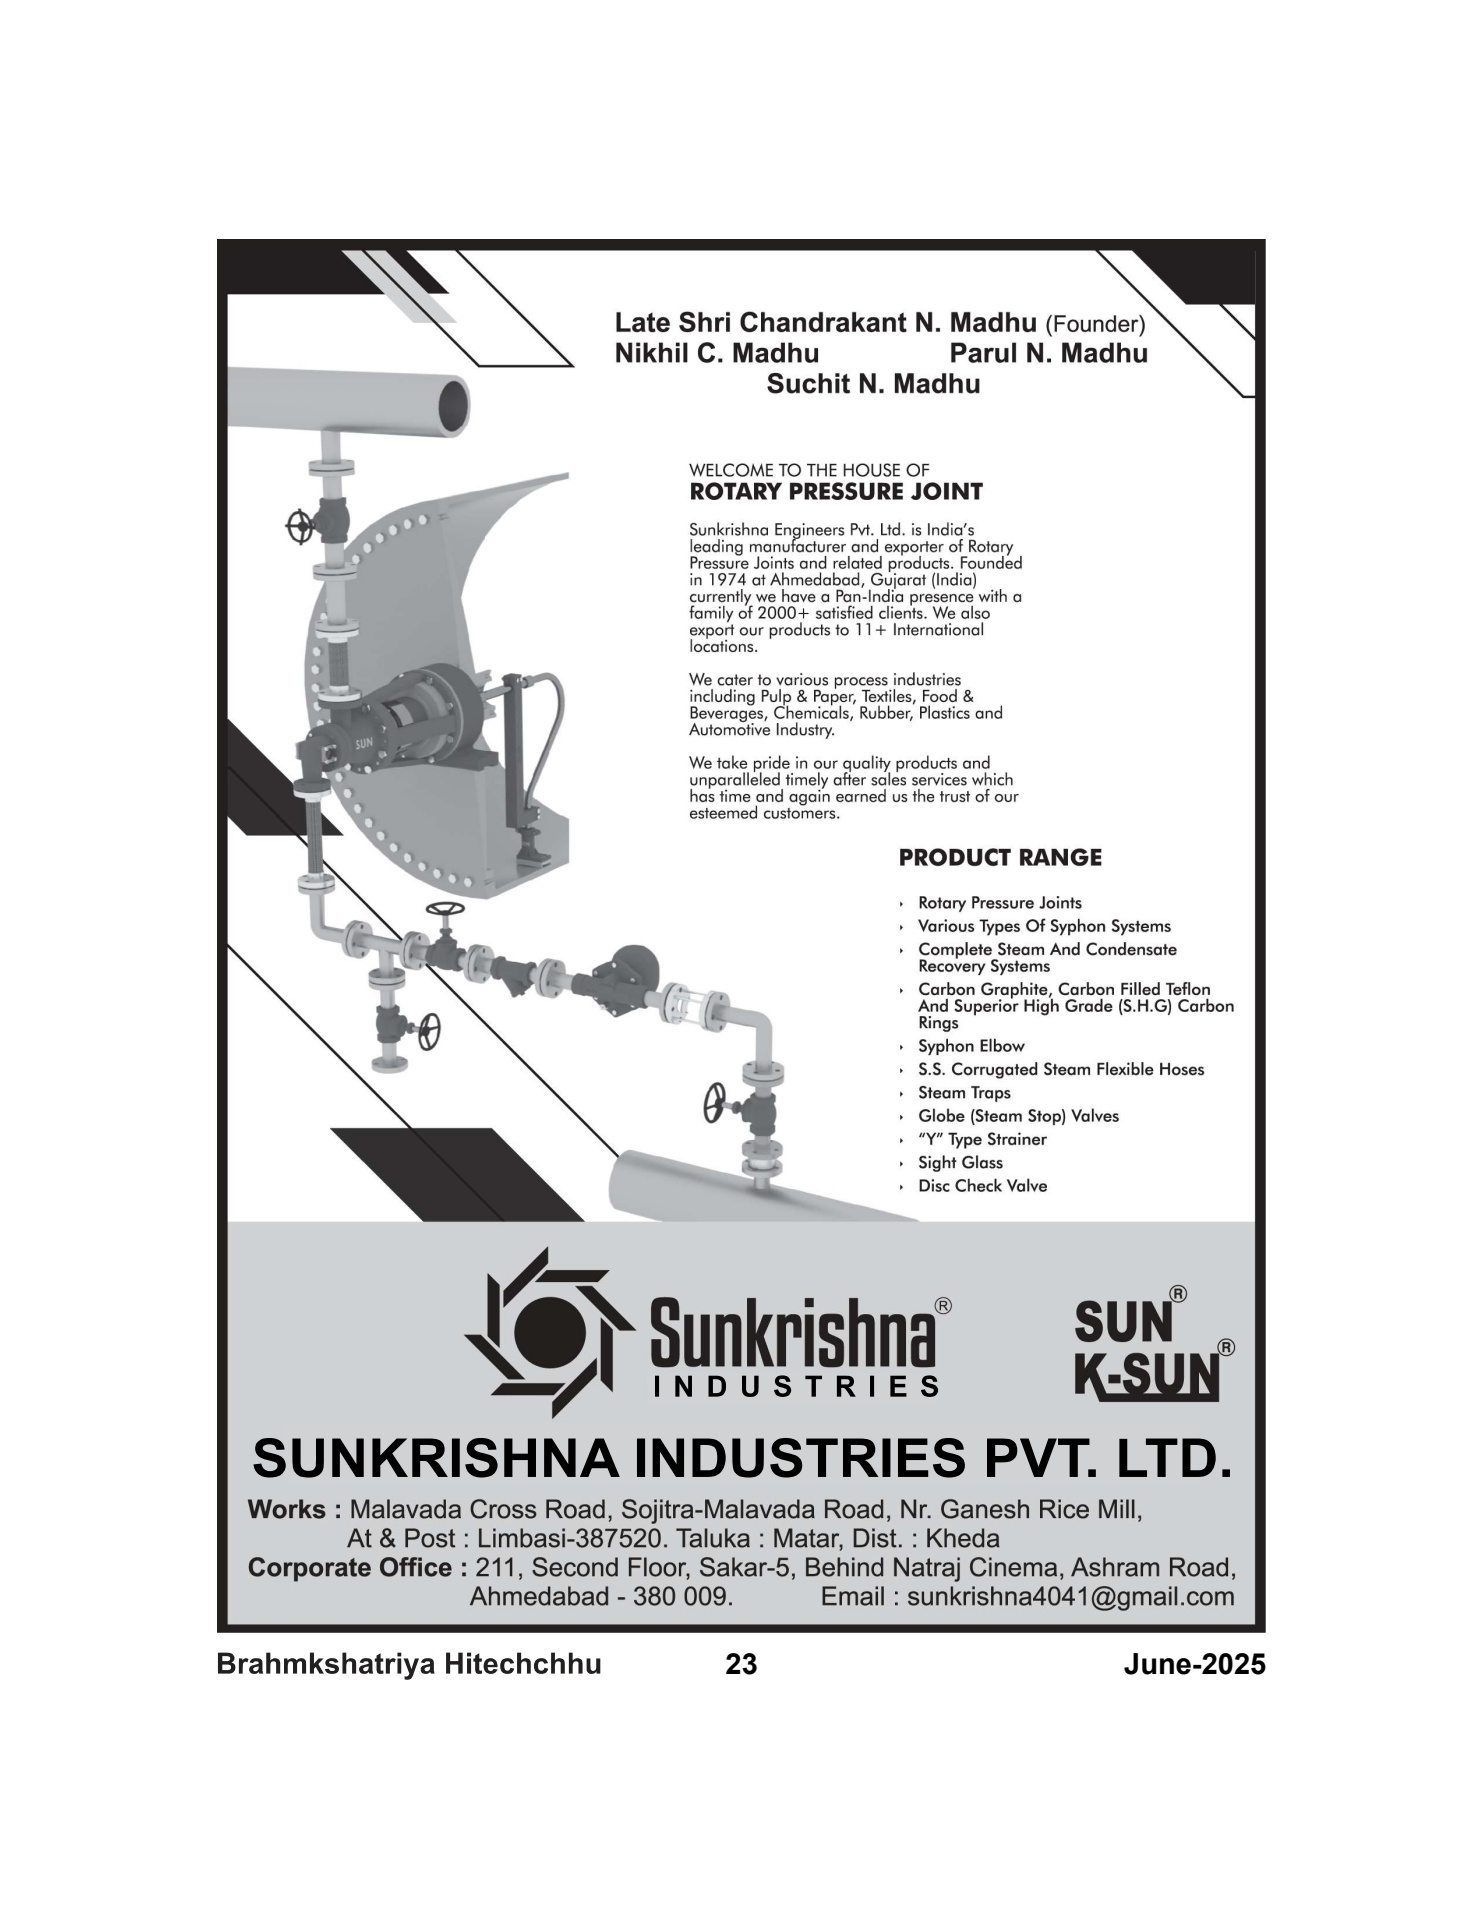 Late Shri Chandrakant N. Madhu (Founder)
Nikhil C. Madhu Parul N. Madhu
Suchit N. Madhu
WELCOME TO THE HOUSE OF
ROTARY PRESSURE JOINT
Sunkrishna Engineers Pvt. Ltd. is India's
leading manufacturer and exporter of Rotary
Pressure Joints and related products. Founded
in 1974 at Ahmedabad, Gujarat (India)
currently we have a Pan-India presence with a
family of 2000+ satisfied clients. We also
export our products to 11+ International
locations.
We cater to various process industries
including Pulp & Paper, Textiles, Food &
Beverages, Chemicals, Rubber, Plastics and
Automotive Industry.
We take pride in our quality products and
unparalleled timely after sales services which
has time and again earned us the trust of our
esteemed customers.
SUN
PRODUCT RANGE
Rotary Pressure Joints
Various Types Of Syphon Systems
Complete Steam And Condensate
Recovery Systems
Carbon Graphite, Carbon Filled Teflon
And Superior High Grade (S.H.G) Carbon
Rings
Syphon Elbow
S.S. Corrugated Steam Flexible Hoses
Steam Traps
Globe (Steam Stop) Valves
“Y” Type Strainer
Sight Glass
Disc Check Valve
Sunkrishna®
INDUSTRIES
SUN®
K-SUN®
SUNKRISHNA INDUSTRIES PVT. LTD.
Works : Malavada Cross Road, Sojitra-Malavada Road, Nr. Ganesh Rice Mill,
At & Post : Limbasi-387520. Taluka : Matar, Dist. : Kheda
Corporate Office : 211, Second Floor, Sakar-5, Behind Natraj Cinema, Ashram Road,
Ahmedabad - 380 009. Email : sunkrishna4041@gmail.com
Brahmkshatriya Hitechchhu 23 June-2025